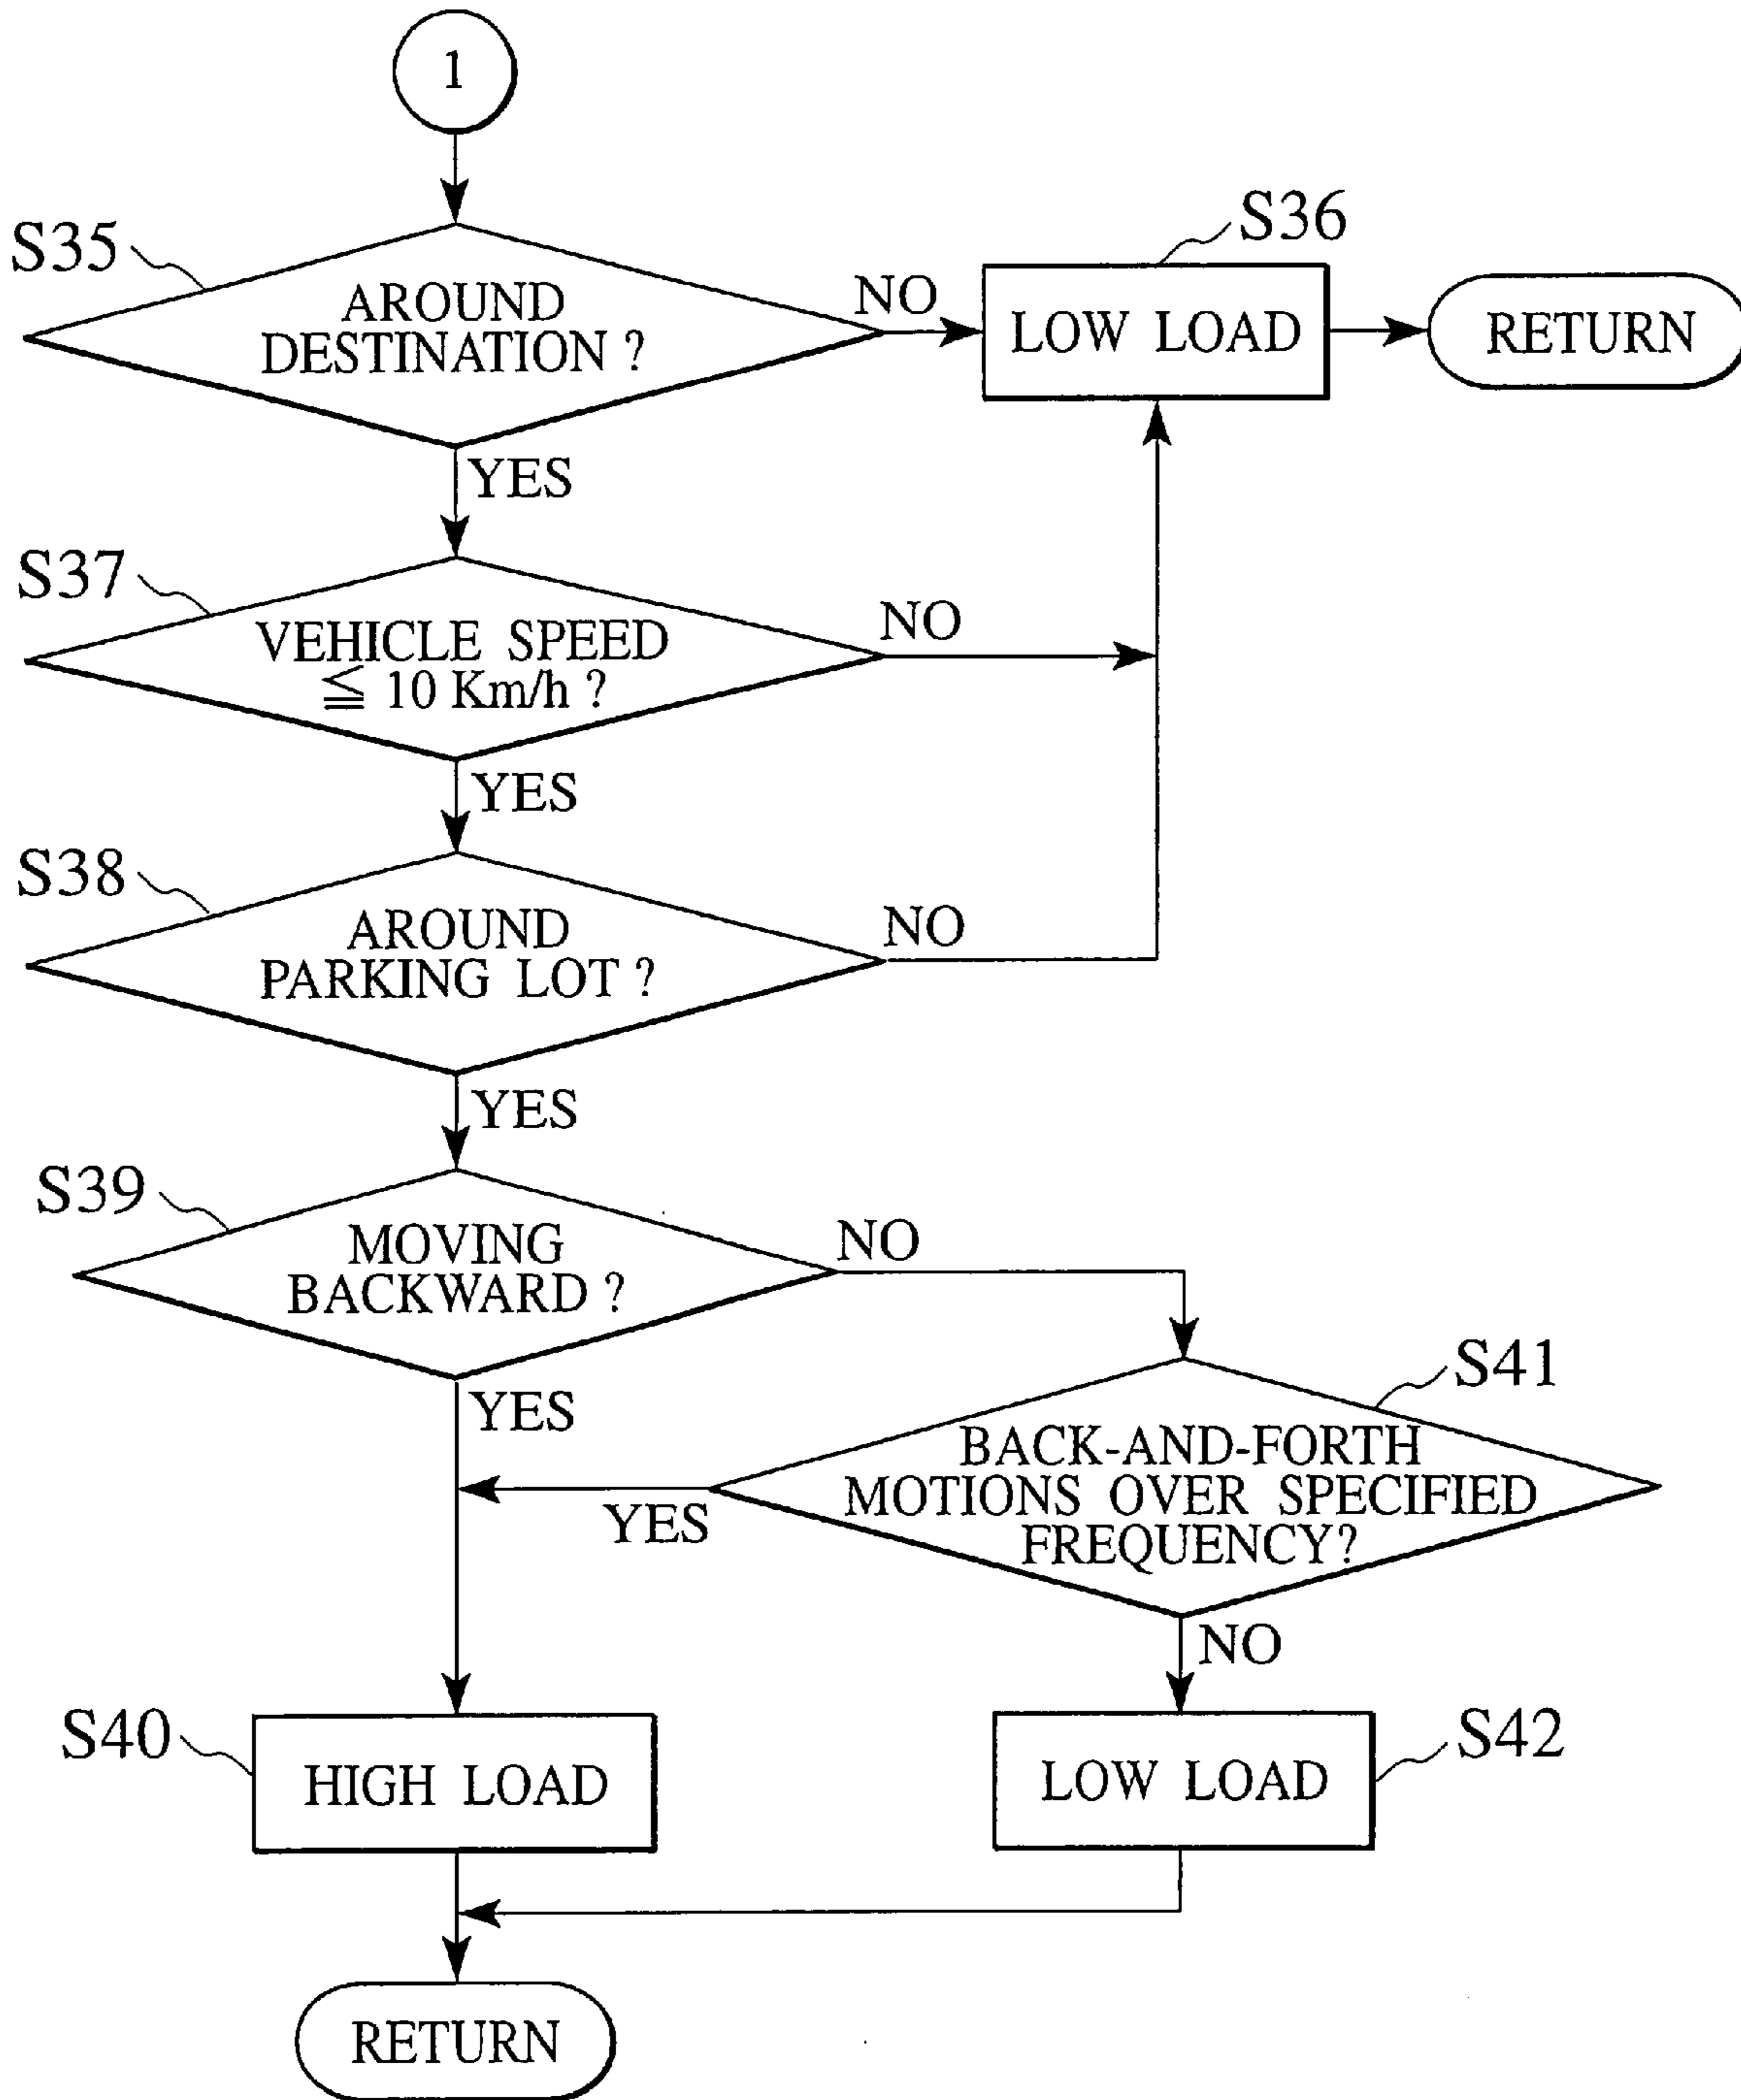 1
S35
AROUND
DESTINATION ?
NO
S36
LOW LOAD
RETURN
YES
S37
VEHICLE SPEED
≦ 10 Km/h ?
NO
YES
S38
AROUND
PARKING LOT ?
NO
YES
S39
MOVING
BACKWARD ?
NO
YES
S41
BACK-AND-FORTH
MOTIONS OVER SPECIFIED
FREQUENCY?
YES
NO
S40
HIGH LOAD
S42
LOW LOAD
RETURN